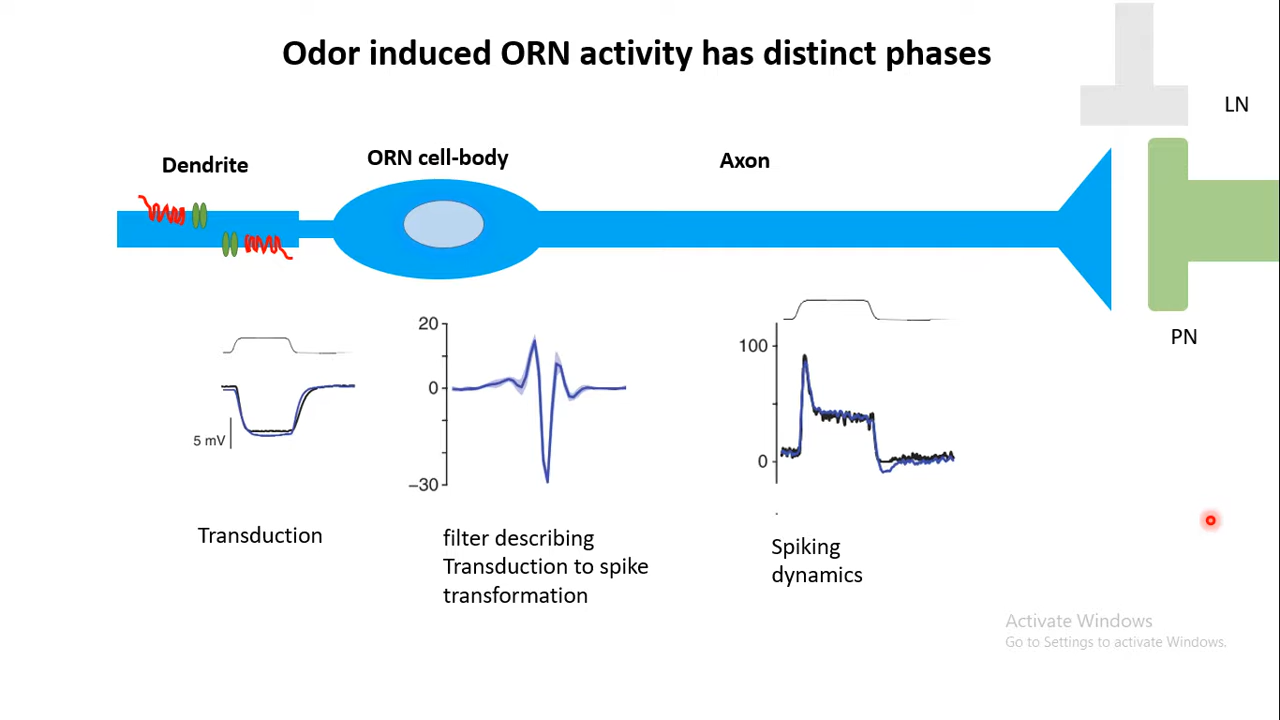 Odor induced ORN activity has distinct phases
LN
Dendrite
ORN cell-body
Axon
PN
5 mV
20
0
−30
100
0
Transduction
filter describing
Transduction to spike
transformation
Spiking
dynamics
Activate Windows
Go to Settings to activate Windows.